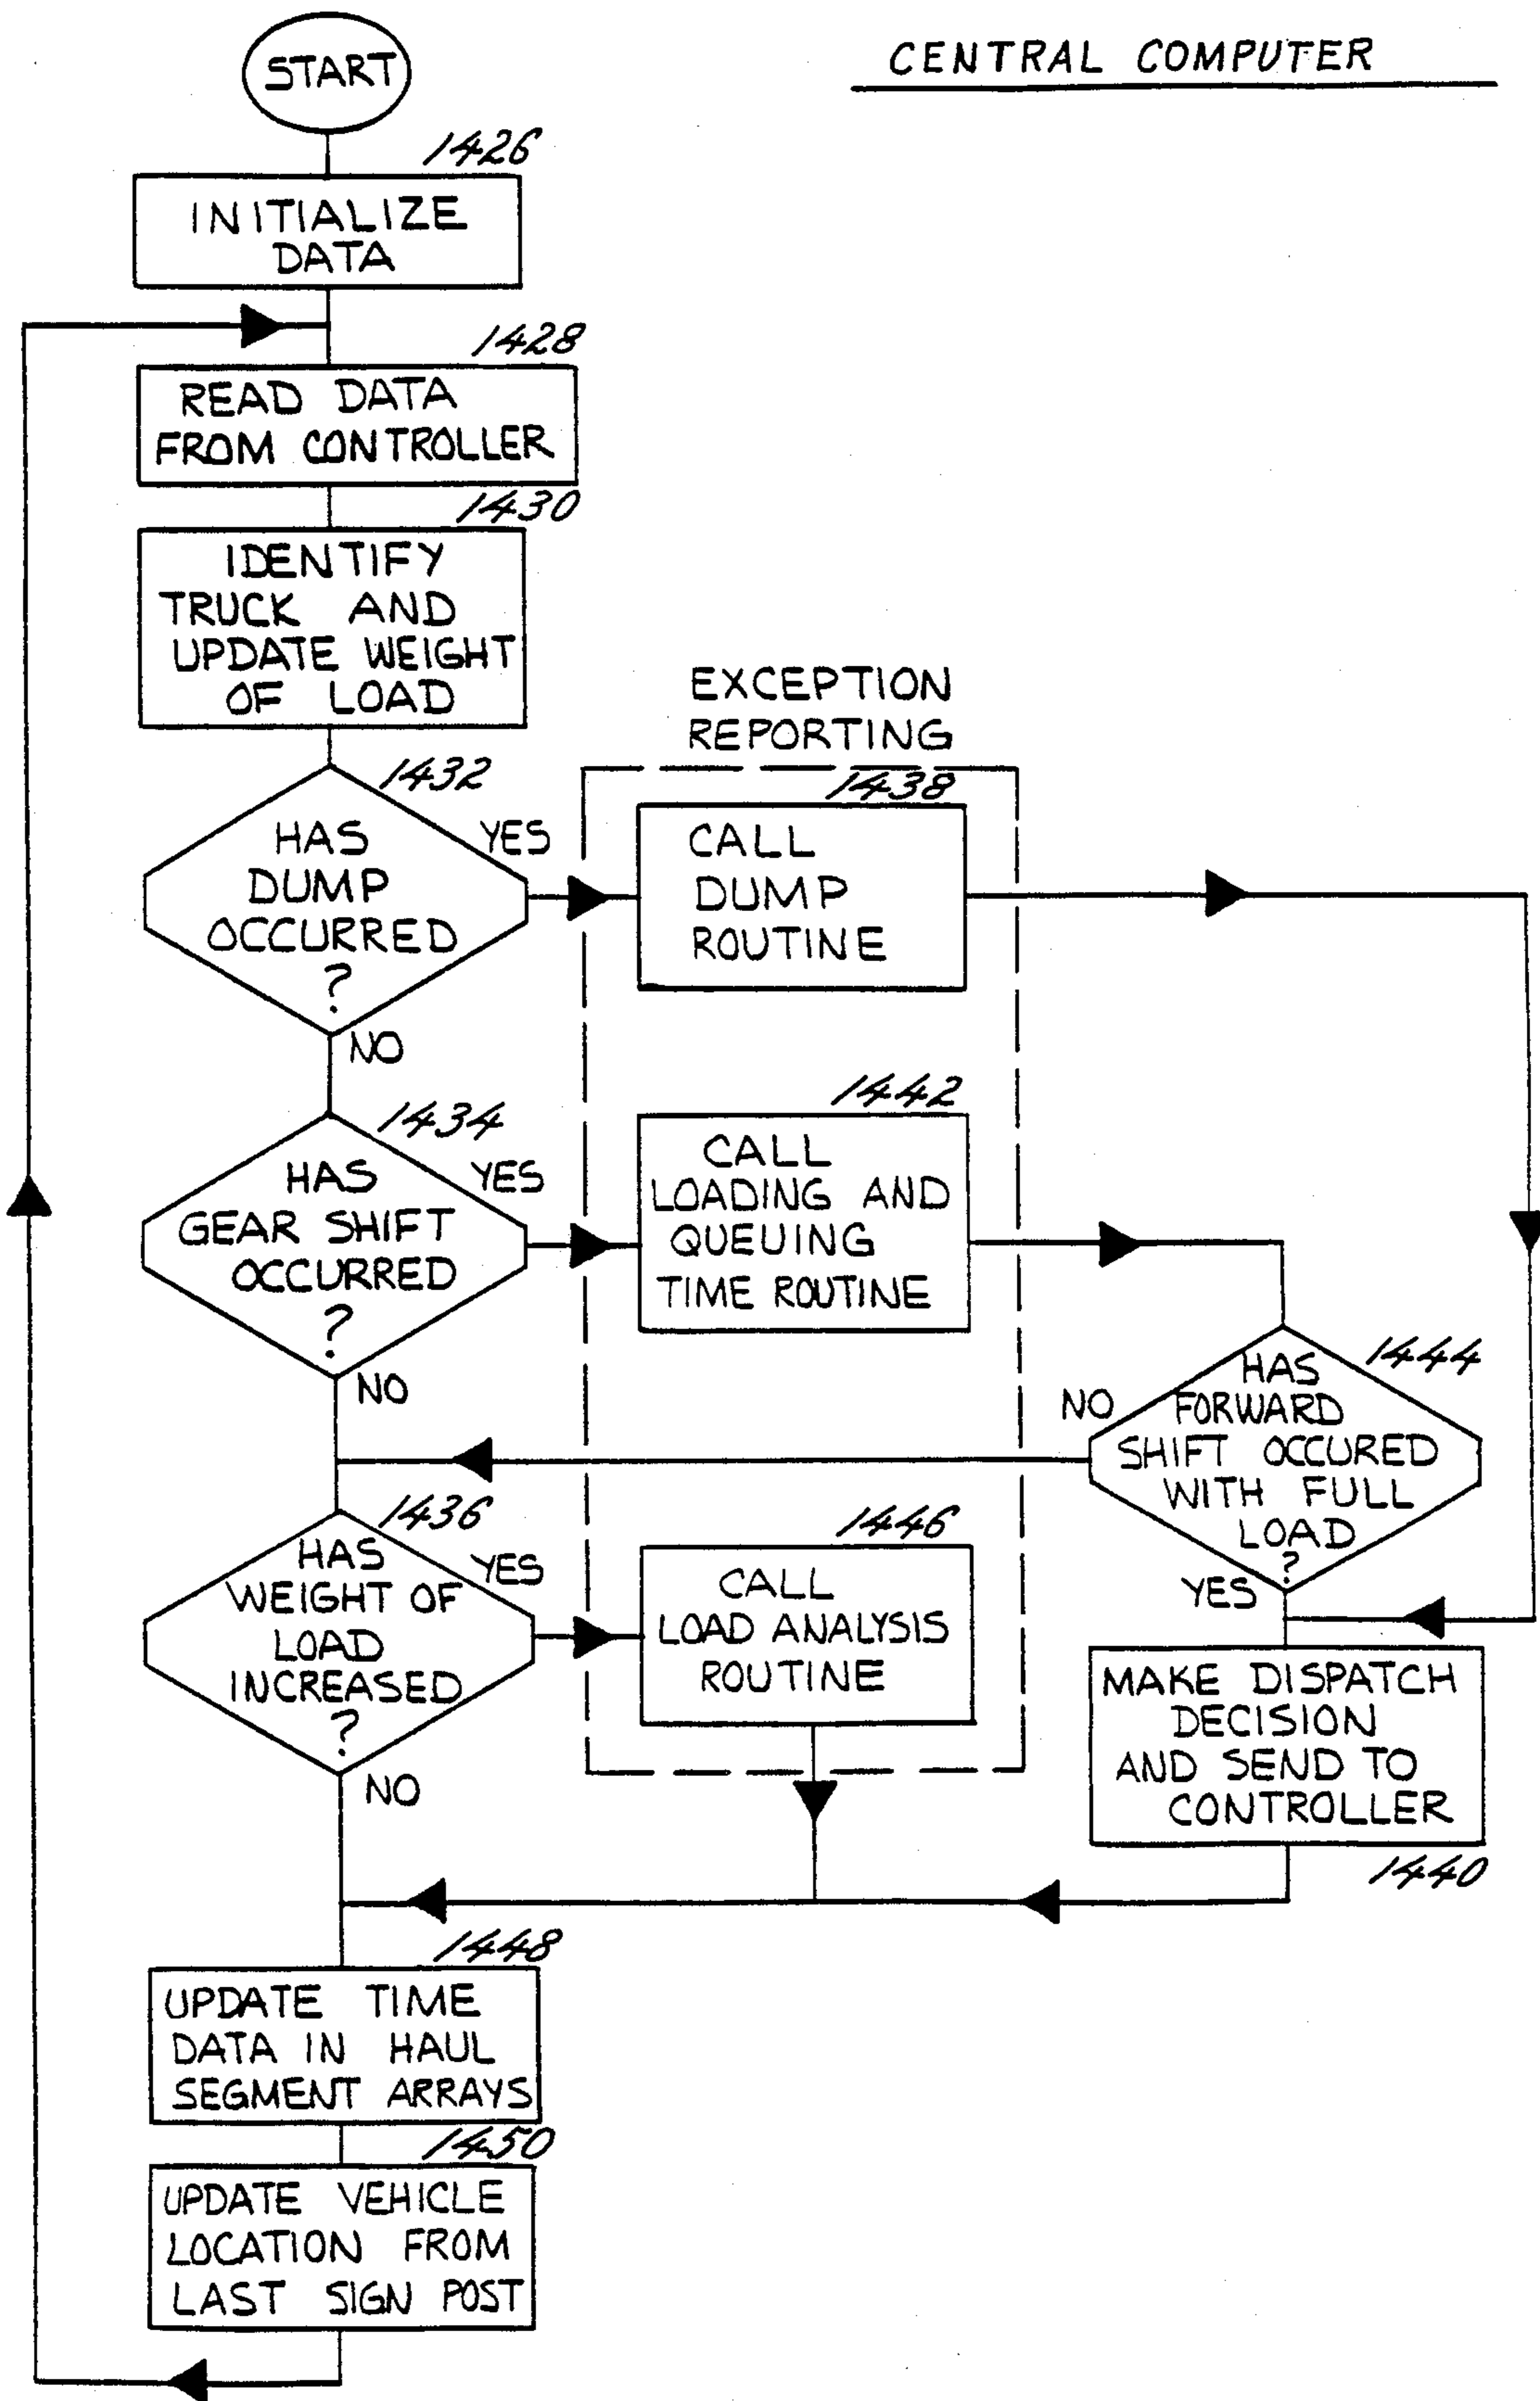 CENTRAL COMPUTER
START
1426
INITIALIZE
DATA
1428
READ DATA
FROM CONTROLLER
1430
IDENTIFY
TRUCK AND
UPDATE WEIGHT
OF LOAD
EXCEPTION
REPORTING
1432
HAS
DUMP
OCCURRED
?
YES
NO
1438
CALL
DUMP
ROUTINE
1434
HAS
GEAR SHIFT
OCCURRED
?
YES
NO
1442
CALL
LOADING AND
QUEUING
TIME ROUTINE
1444
HAS
FORWARD
SHIFT OCCURED
WITH FULL
LOAD
?
NO
YES
1436
HAS
WEIGHT OF
LOAD
INCREASED
?
YES
NO
1446
CALL
LOAD ANALYSIS
ROUTINE
MAKE DISPATCH
DECISION
AND SEND TO
CONTROLLER
1440
1448
UPDATE TIME
DATA IN HAUL
SEGMENT ARRAYS
1450
UPDATE VEHICLE
LOCATION FROM
LAST SIGN POST